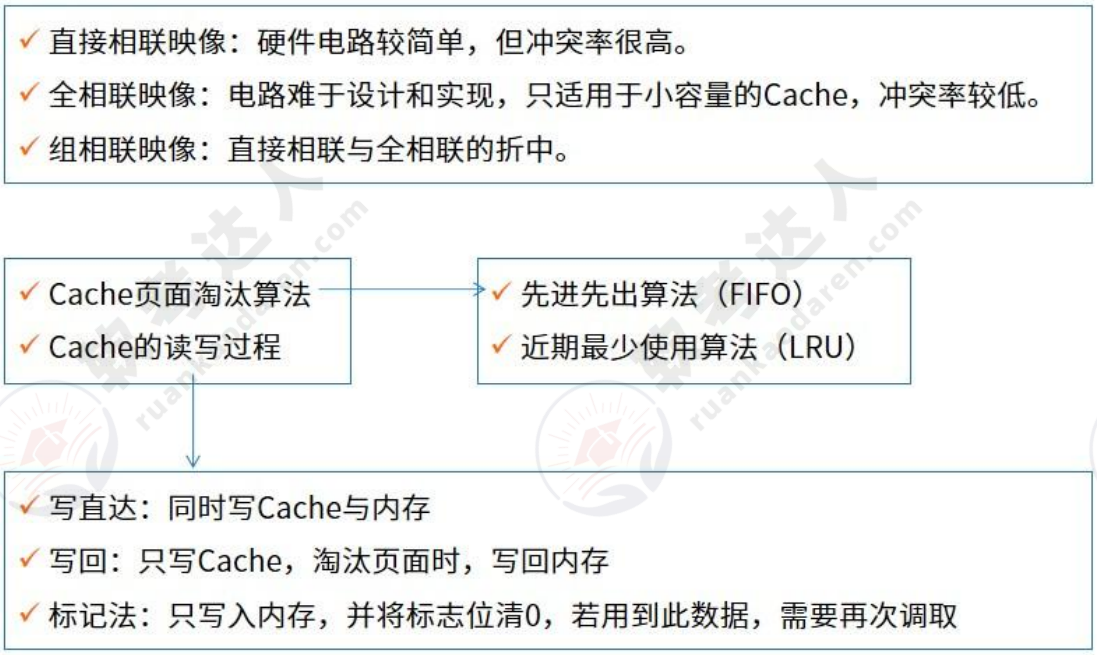 ✓ 直接相联映像：硬件电路较简单，但冲突率很高。
✓ 全相联映像：电路难于设计和实现，只适用于小容量的Cache，冲突率较低。
✓ 组相联映像：直接相联与全相联的折中。
✓ Cache页面淘汰算法
✓ Cache的读写过程
✓ 先进先出算法（FIFO）
✓ 近期最少使用算法（LRU）
✓ 写直达：同时写Cache与内存
✓ 写回：只写Cache，淘汰页面时，写回内存
✓ 标记法：只写入内存，并将标志位清0，若用到此数据，需要再次调取
软考达人
ruankaodaren.com
软考达人
ruankaodaren.com